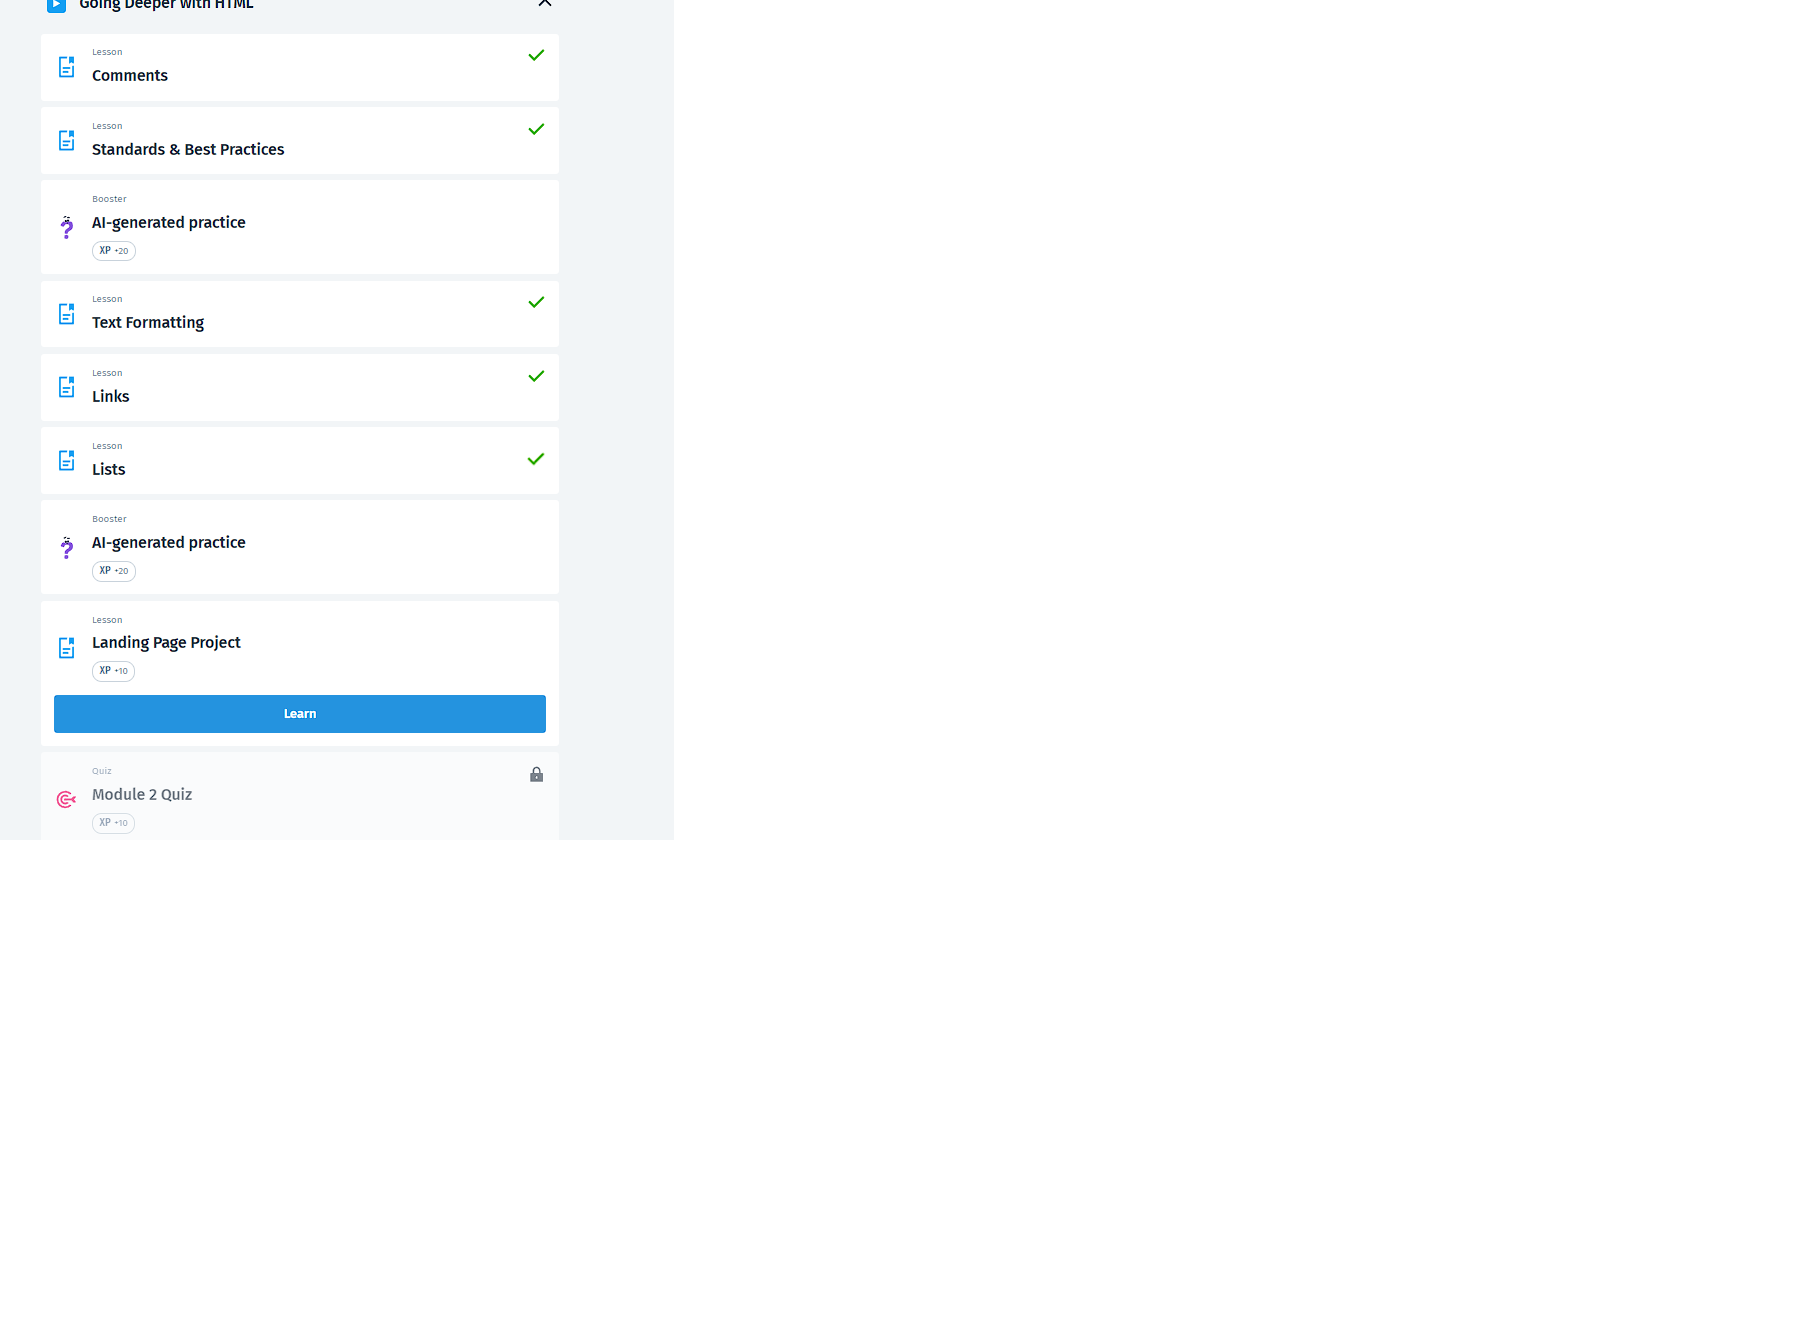 Going Deeper with HTML
Lesson
Comments
Lesson
Standards & Best Practices
Booster
AI-generated practice
XP +20
Lesson
Text Formatting
Lesson
Links
Lesson
Lists
Booster
AI-generated practice
XP +20
Lesson
Landing Page Project
XP +10
Learn
Quiz
Module 2 Quiz
XP +10